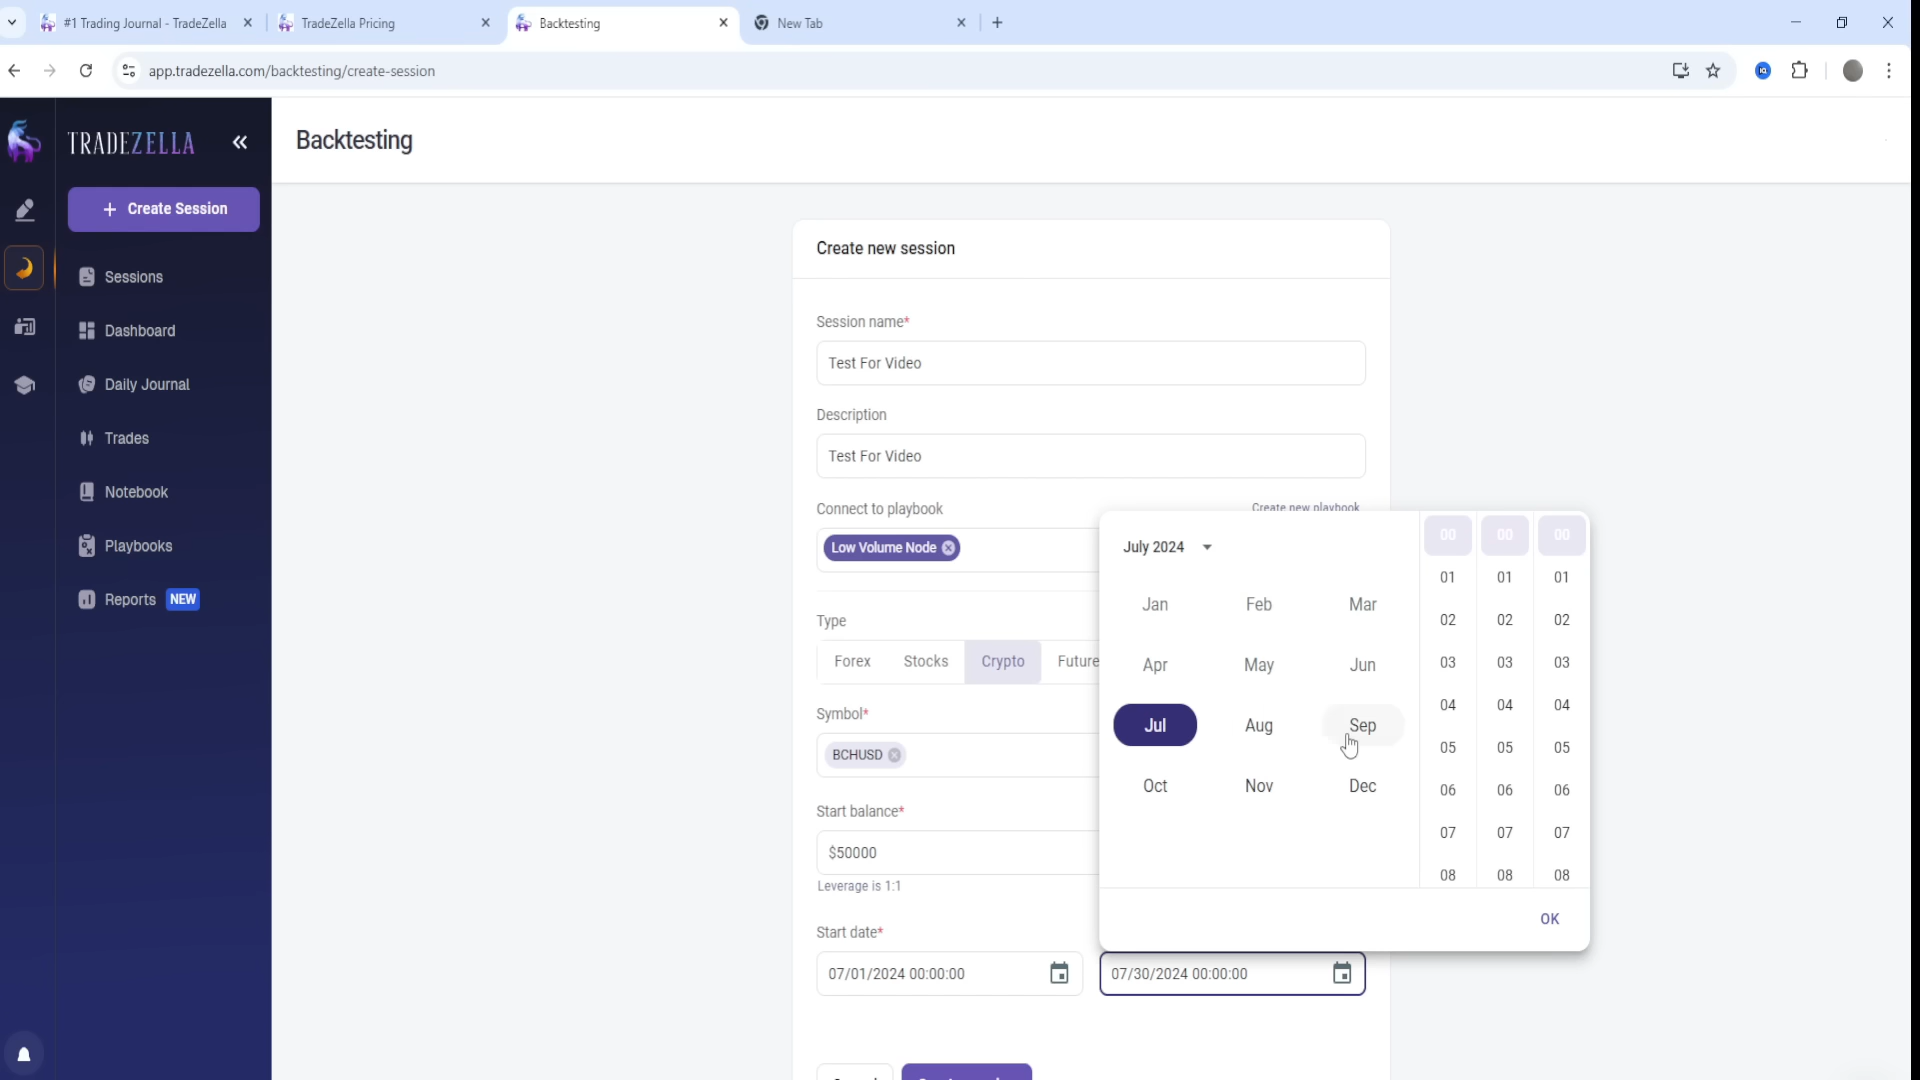 #1 Trading Journal - TradeZella
TradeZella Pricing
Backtesting
New Tab
app.tradezella.com/backtesting/create-session
TRADEZELLA
Backtesting
+ Create Session
Sessions
Dashboard
Daily Journal
Trades
Notebook
Playbooks
Reports NEW
Create new session
Session name*
Test For Video
Description
Test For Video
Connect to playbook
Create new playbook
Low Volume Node
Type
Forex Stocks Crypto Future
Symbol*
BCHUSD
Start balance*
$50000
Leverage is 1:1
Start date*
07/01/2024 00:00:00
07/30/2024 00:00:00
July 2024
Jan Feb Mar
Apr May Jun
Jul Aug Sep
Oct Nov Dec
00 00 00
01 01 01
02 02 02
03 03 03
04 04 04
05 05 05
06 06 06
07 07 07
08 08 08
OK